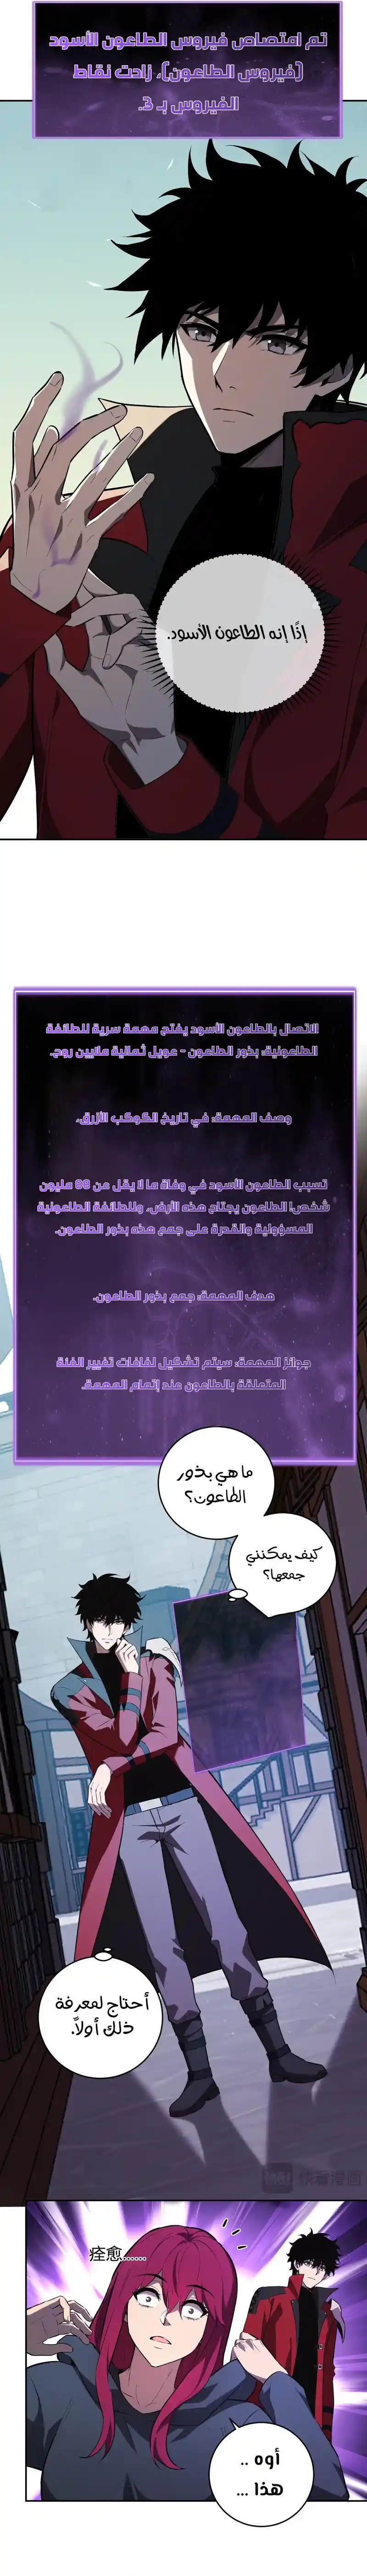 تم امتصاص فيروس الطاعون الأسود
(فيروس الطاعون)، زادت نقاط
الفيروس بـ 3.
إذًا إنه الطاعون الأسود.
الاتصال بالطاعون الأسود يفتح مهمة سرية للطائفة
الطاعونية: بذور الطاعون - عويل ثمانية ملايين روح.
وصف المهمة: في تاريخ الكوكب الأزرق،
تسبب الطاعون الأسود في وفاة ما لا يقل عن 80 مليون
شخص! الطاعون يجتاح هذه الأرض، وللطائفة الطاعونية
المسؤولية والقدرة على جمع هذه بذور الطاعون.
هدف المهمة: جمع بذور الطاعون.
جوائز المهمة: سيتم تشكيل لفافات تغيير الفئة
المتعلقة بالطاعون عند إتمام المهمة.
ما هي بذور
الطاعون؟
كيف يمكنني
جمعها؟
أحتاج لمعرفة
ذلك أولاً.
痊愈......
أوه ..
هذا ...